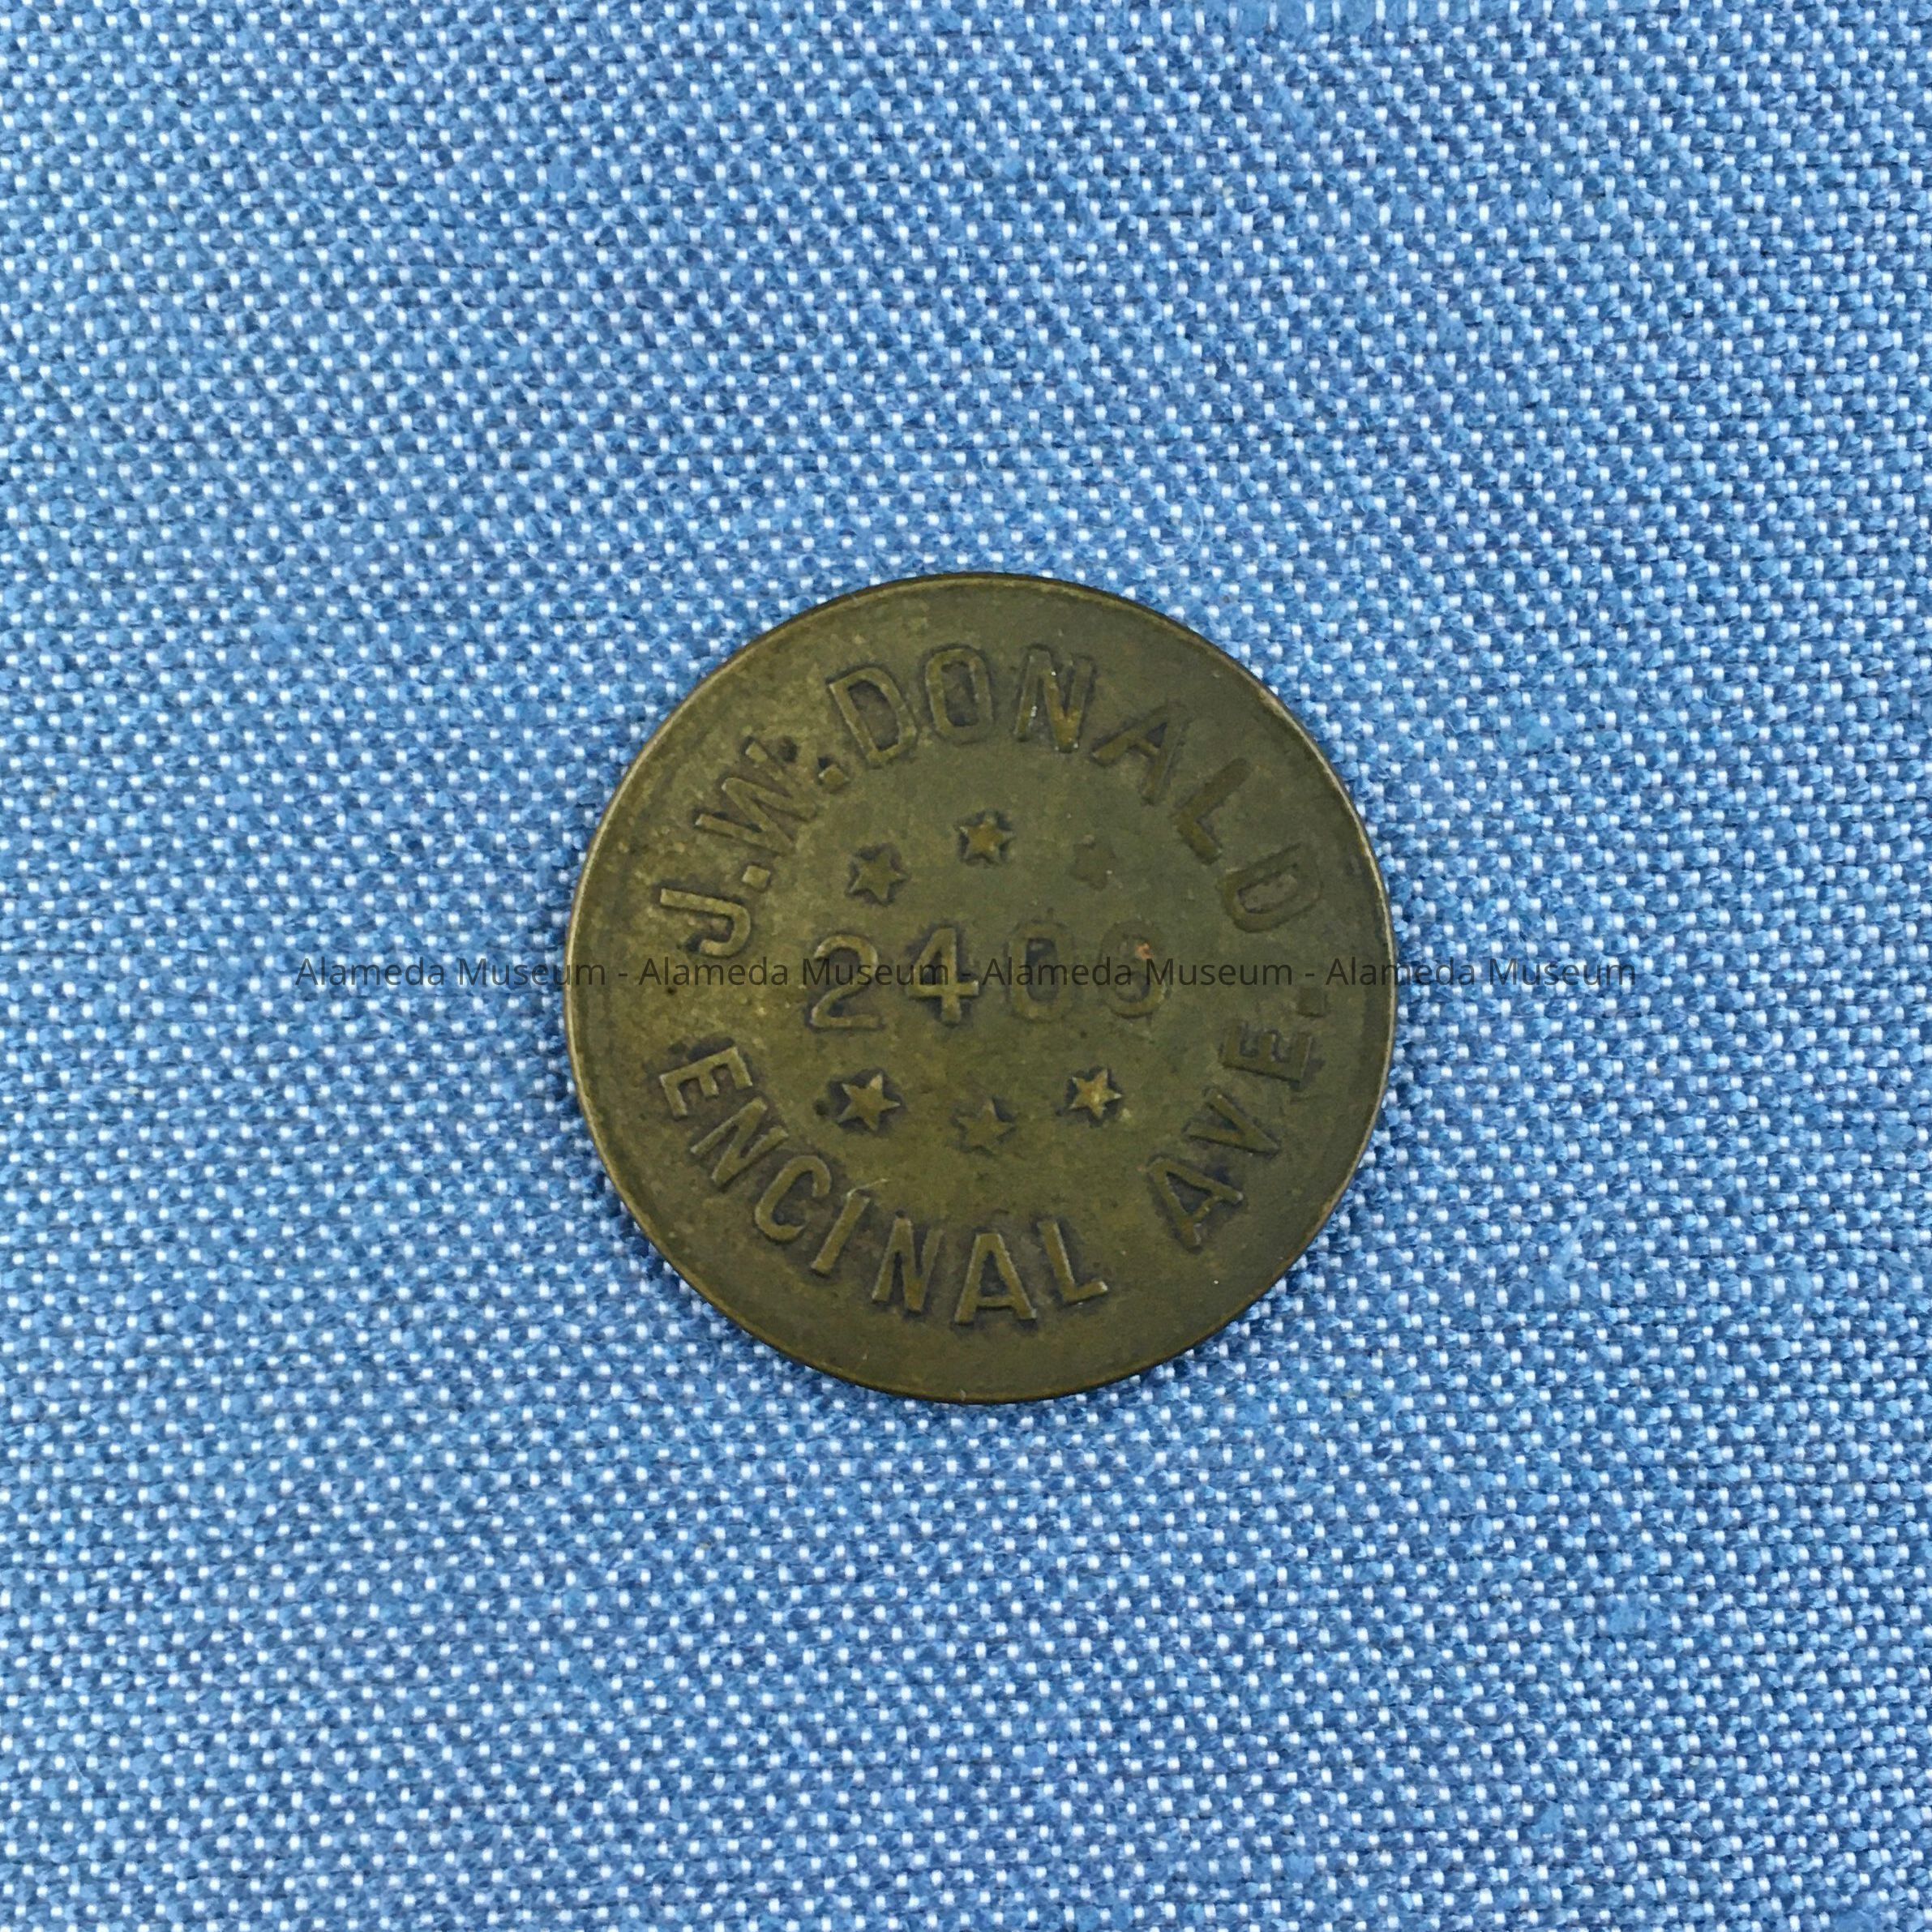 J.W.DONALD
2409
ENCINAL AVE.
Alameda Museum - Alameda Museum - Alameda Museum - Alameda Museum